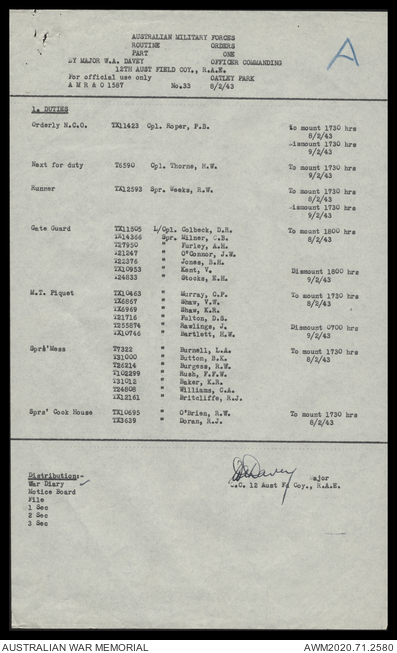 AUSTRALIAN MILITARY FORCES
ROUTINE ORDERS
PART ONE
BY MAJOR W.A. DAVEY OFFICER COMMANDING
12TH AUST FIELD COY., R.A.E.
For official use only OATLEY PARK
A M R & O 1587 No.33 8/2/43
A
1. DUTIES
Orderly N.C.O. TX11423 Cpl. Roper, F.B. To mount 1730 hrs
8/2/43
Dismount 1730 hrs
9/2/43
Next for duty T6590 Cpl. Thorne, H.W. To mount 1730 hrs
9/2/43
Runner TX12593 Spr. Weeks, R.W. To mount 1730 hrs
8/2/43
Dismount 1730 hrs
9/2/43
Gate Guard TX11305 L/Cpl. Colbeck, D.R. To mount 1800 hrs
TX14366 Spr. Milner, C.B. 8/2/43
T27950 " Furley, A.H.
T21247 " O'Connor, J.W.
T22376 " Jones, B.H.
TX10953 " Kent, V. Dismount 1800 hrs
T24833 " Stocks, K.H. 9/2/43
M.T. Piquet TX10463 " Murray, C.F. To mount 1730 hrs
TX6867 " Shaw, V.W. 8/2/43
TX6969 " Shaw, K.R.
T21716 " Fulton, D.S.
T255874 " Rawlings, J. Dismount 0700 hrs
TX10746 " Bartlett, H.W. 9/2/43
Sprs' Mess T7322 " Burnell, L.A. To mount 1730 hrs
T31000 " Button, B.K. 8/2/43
T26214 " Burgess, R.W.
T102299 " Rush, F.F.W.
T31012 " Baker, K.R.
T24808 " Williams, C.A.
TX12161 " Britcliffe, R.J.
Sprs' Cook House TX10695 " O'Brien, R.W. To mount 1730 hrs
TX3639 " Doran, R.J. 8/2/43
Distribution:-
War Diary
Notice Board
File
1 Sec
2 Sec
3 Sec
WADavey Major
O.C. 12 Aust Fd Coy., R.A.E.
AUSTRALIAN WAR MEMORIAL AWM2020.71.2580